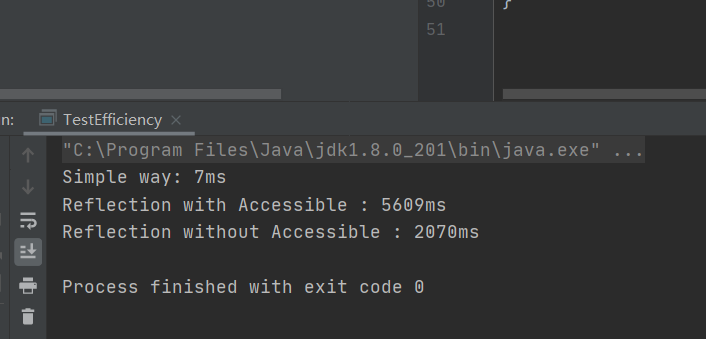 50 }
51
n: TestEfficiency ×
"C:\Program Files\Java\jdk1.8.0_201\bin\java.exe" ...
Simple way: 7ms
Reflection with Accessible : 5609ms
Reflection without Accessible : 2070ms
Process finished with exit code 0